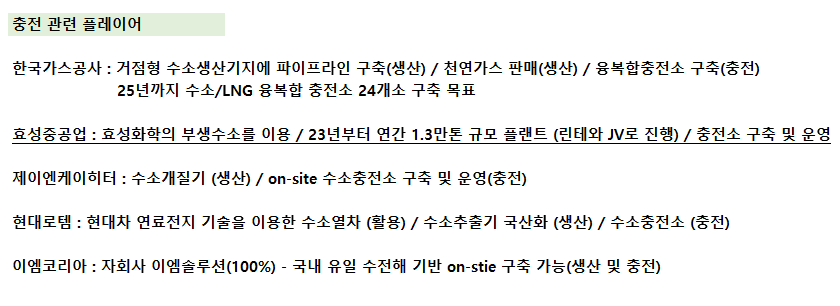 충전 관련 플레이어
한국가스공사 : 거점형 수소생산기지에 파이프라인 구축(생산) / 천연가스 판매(생산) / 융복합충전소 구축(충전)
25년까지 수소/LNG 융복합 충전소 24개소 구축 목표
효성중공업 : 효성화학의 부생수소를 이용 / 23년부터 연간 1.3만톤 규모 플랜트 (린테와 JV로 진행) / 충전소 구축 및 운영
제이엔케이히터 : 수소개질기 (생산) / on-site 수소충전소 구축 및 운영(충전)
현대로템 : 현대차 연료전지 기술을 이용한 수소열차 (활용) / 수소추출기 국산화 (생산) / 수소충전소 (충전)
이엠코리아 : 자회사 이엠솔루션(100%) - 국내 유일 수전해 기반 on-stie 구축 가능(생산 및 충전)